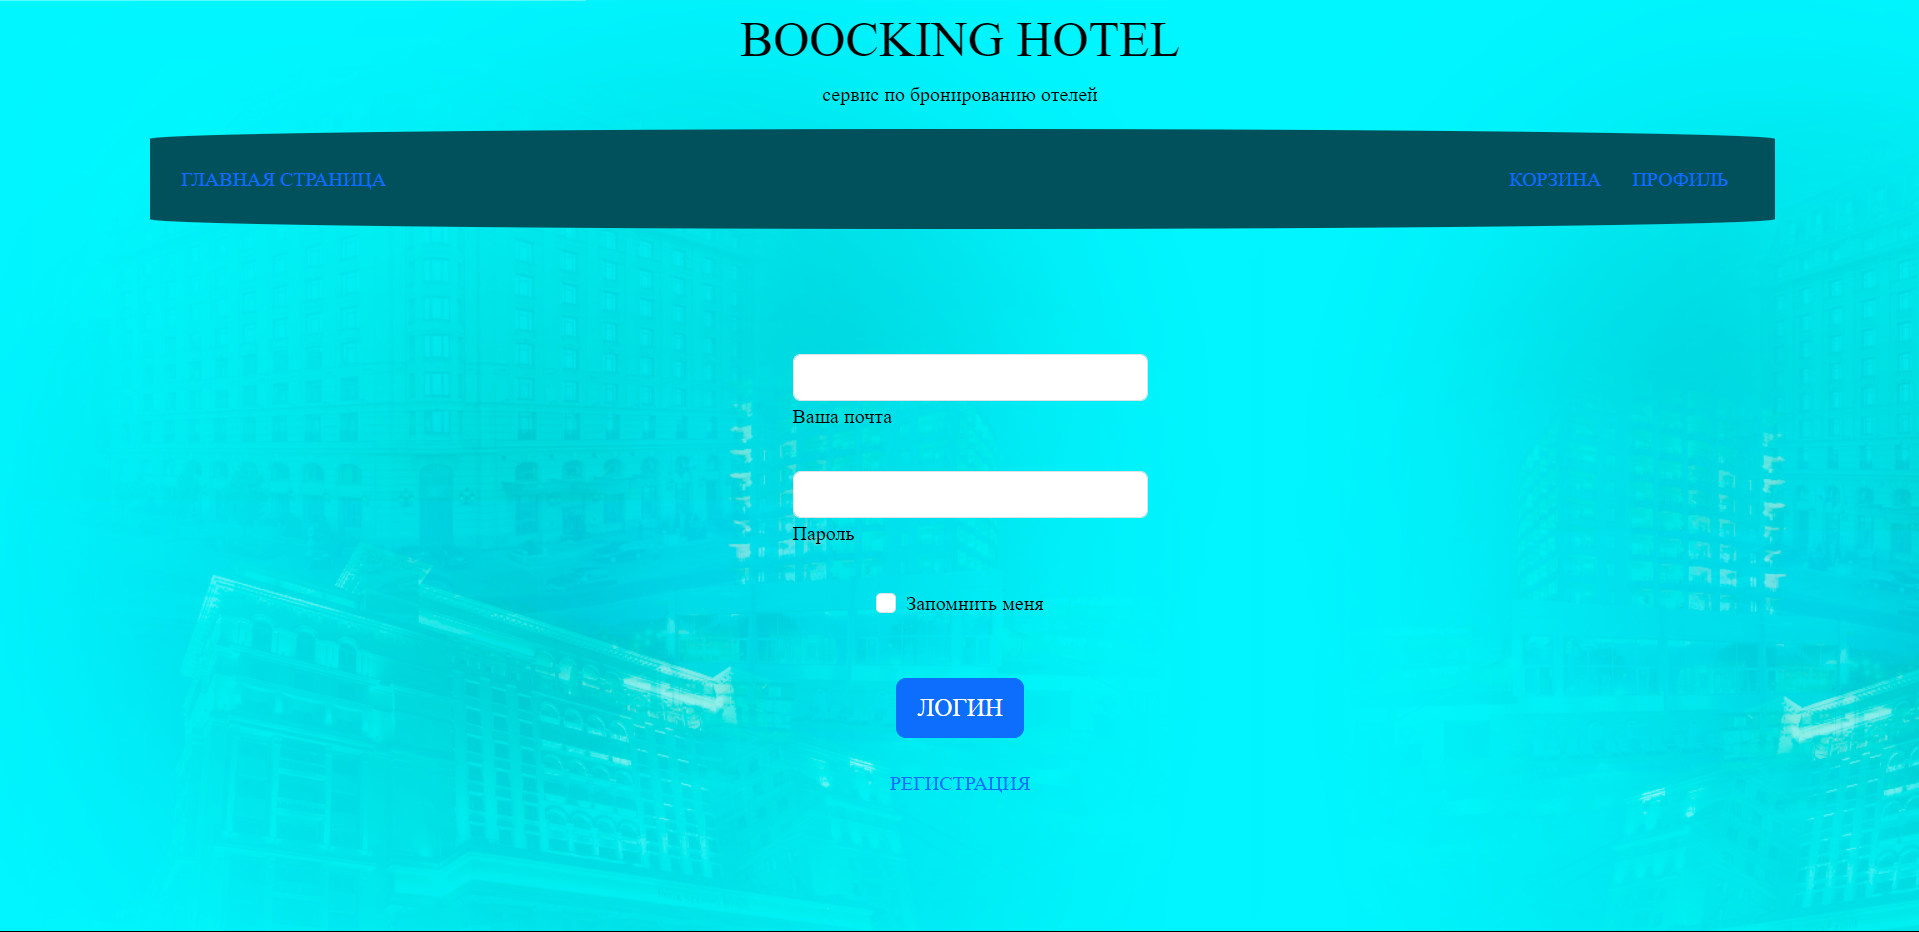 BOOCKING HOTEL
сервис по бронированию отелей
ГЛАВНАЯ СТРАНИЦА КОРЗИНА ПРОФИЛЬ
Ваша почта
Пароль
Запомнить меня
ЛОГИН
РЕГИСТРАЦИЯ